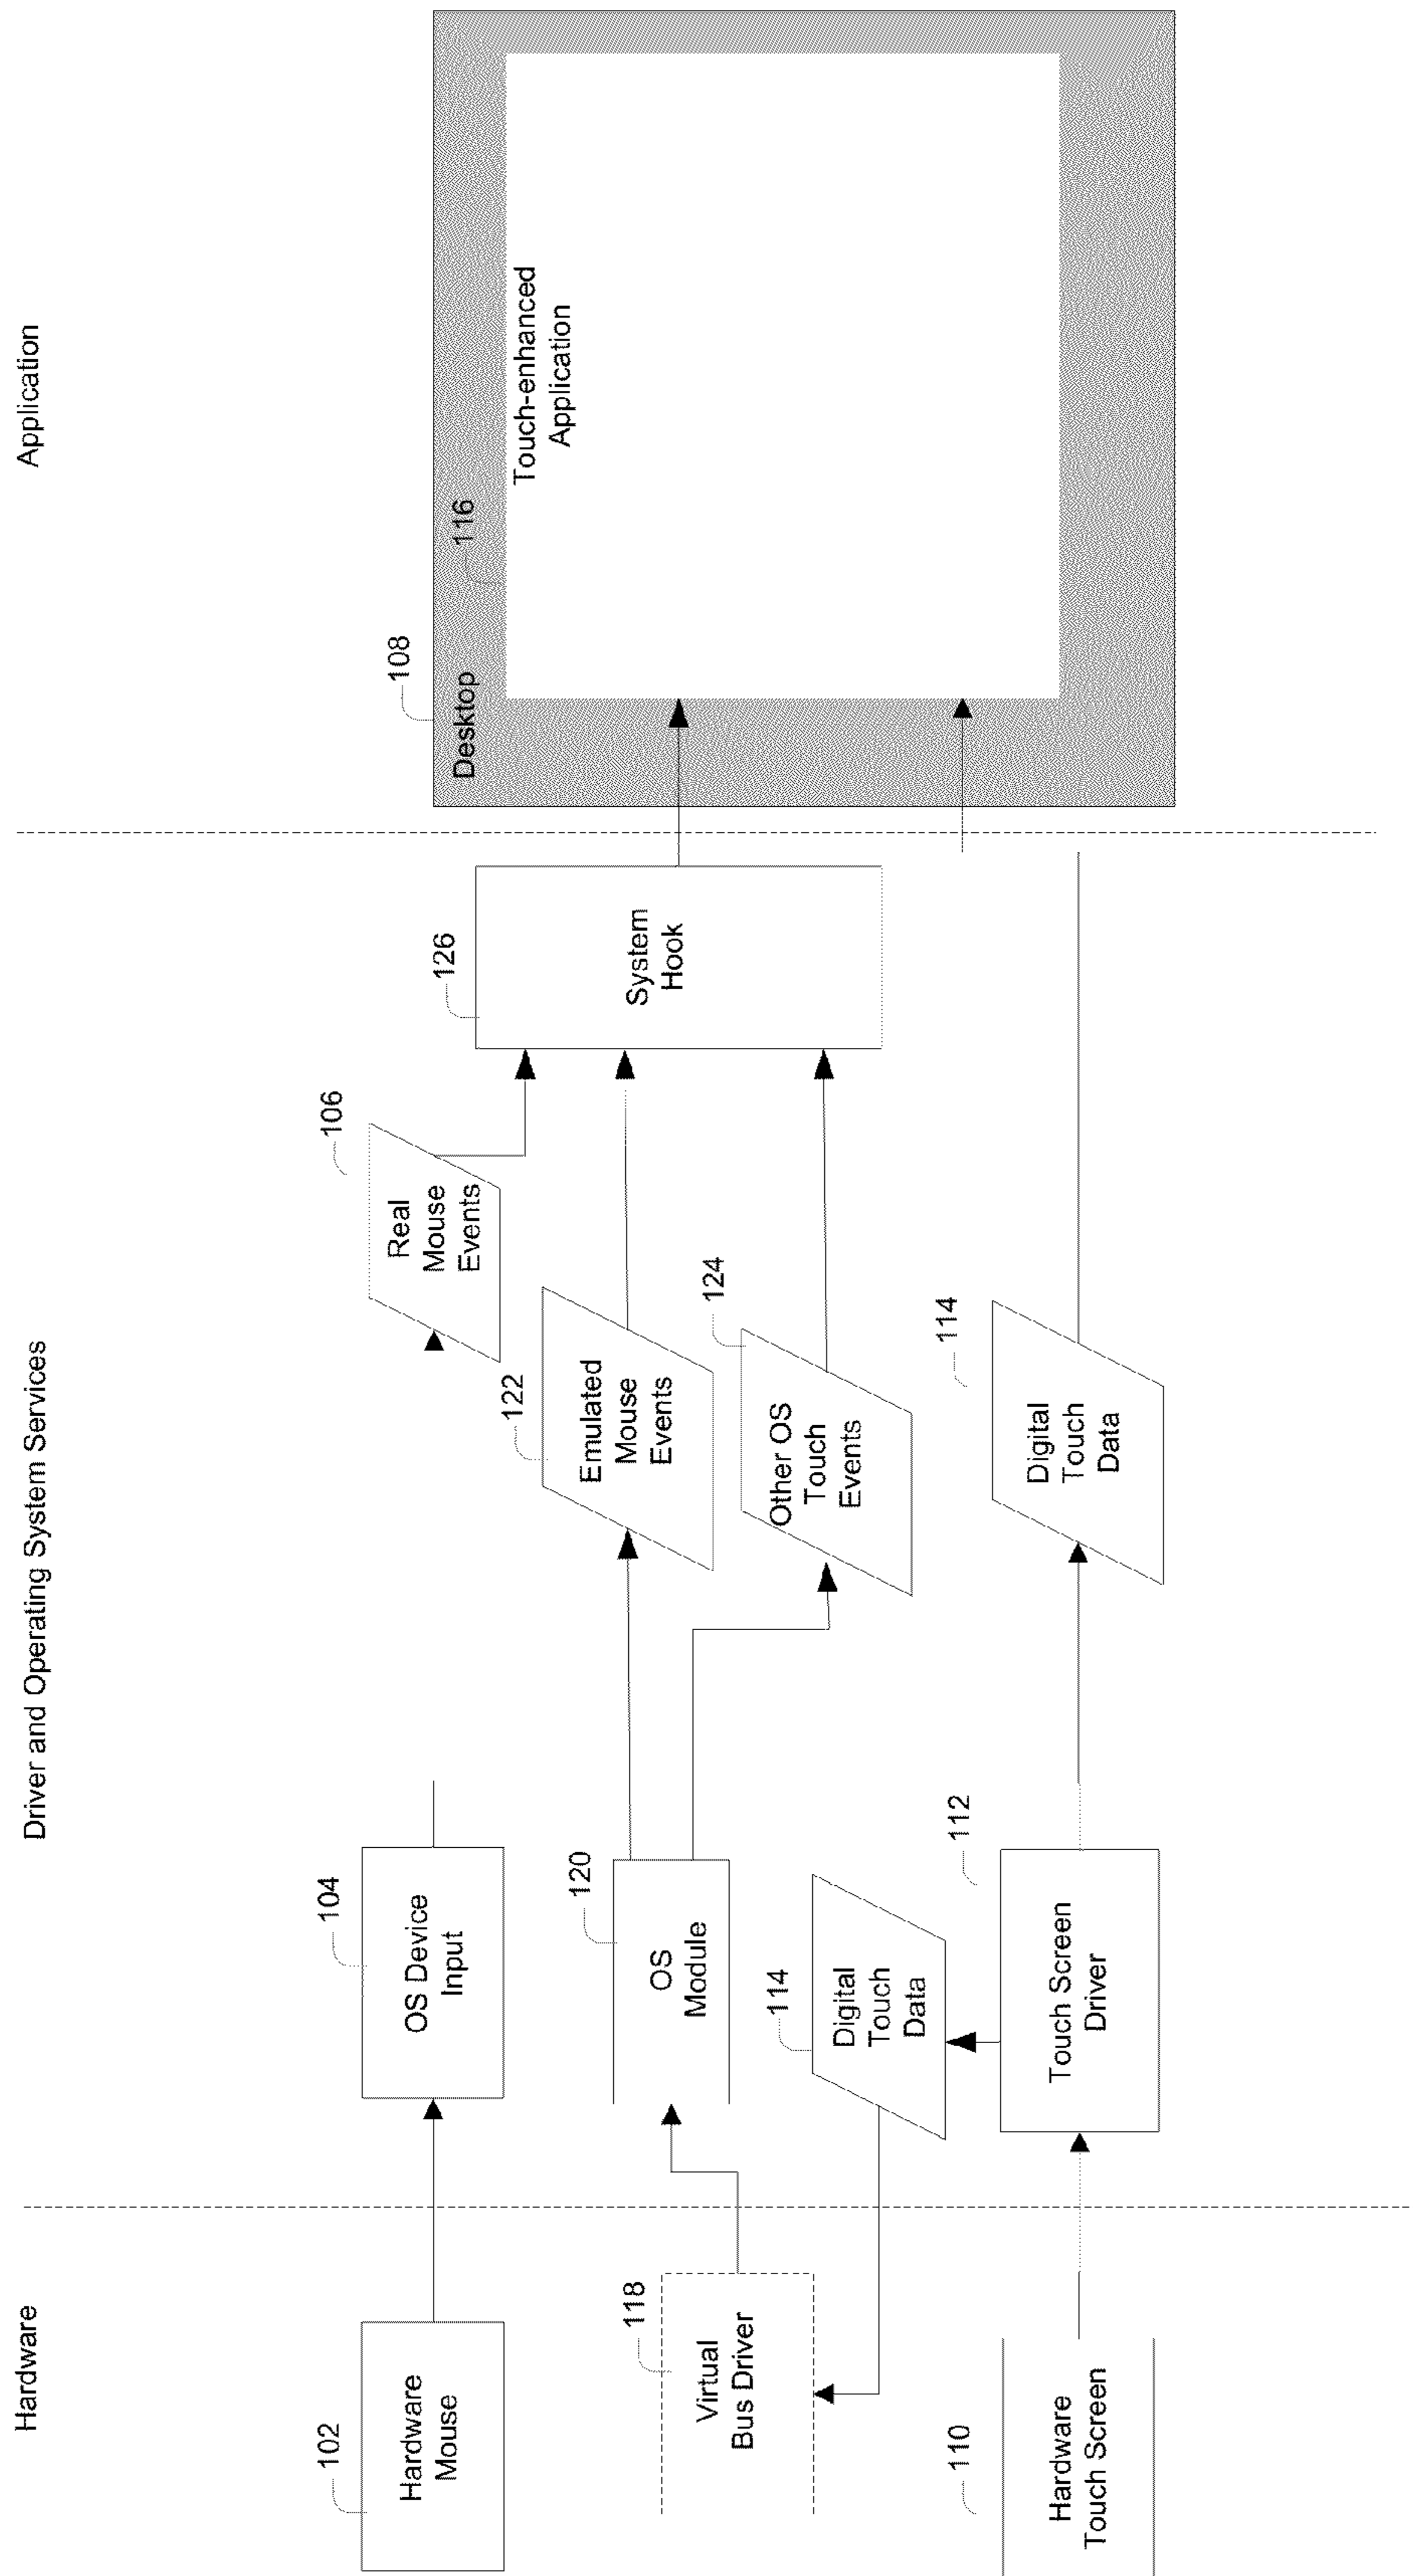 Hardware
Driver and Operating System Services
Application
102
Hardware
Mouse
104
OS Device
Input
106
Real
Mouse
Events
108
Desktop
116
Touch-enhanced
Application
118
Virtual
Bus Driver
120
OS
Module
122
Emulated
Mouse
Events
124
Other OS
Touch
Events
126
System
Hook
110
Hardware
Touch Screen
112
Touch Screen
Driver
114
Digital
Touch
Data
114
Digital
Touch
Data